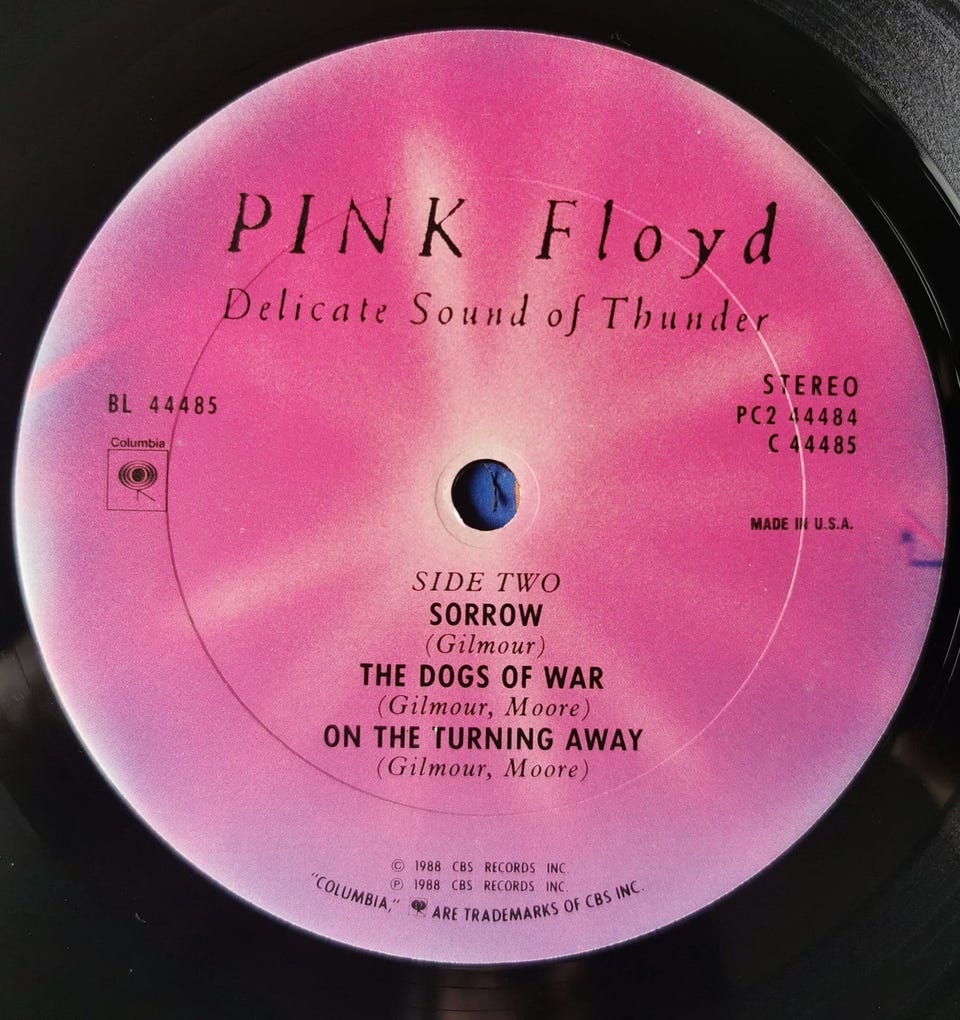 PINK Floyd
Delicate Sound of Thunder
BL 44485
Columbia
STEREO
PC2 44484
C 44485
MADE IN U.S.A.
SIDE TWO
SORROW
(Gilmour)
THE DOGS OF WAR
(Gilmour, Moore)
ON THE TURNING AWAY
(Gilmour, Moore)
© 1988 CBS RECORDS INC.
℗ 1988 CBS RECORDS INC.
"COLUMBIA," ARE TRADEMARKS OF CBS INC.